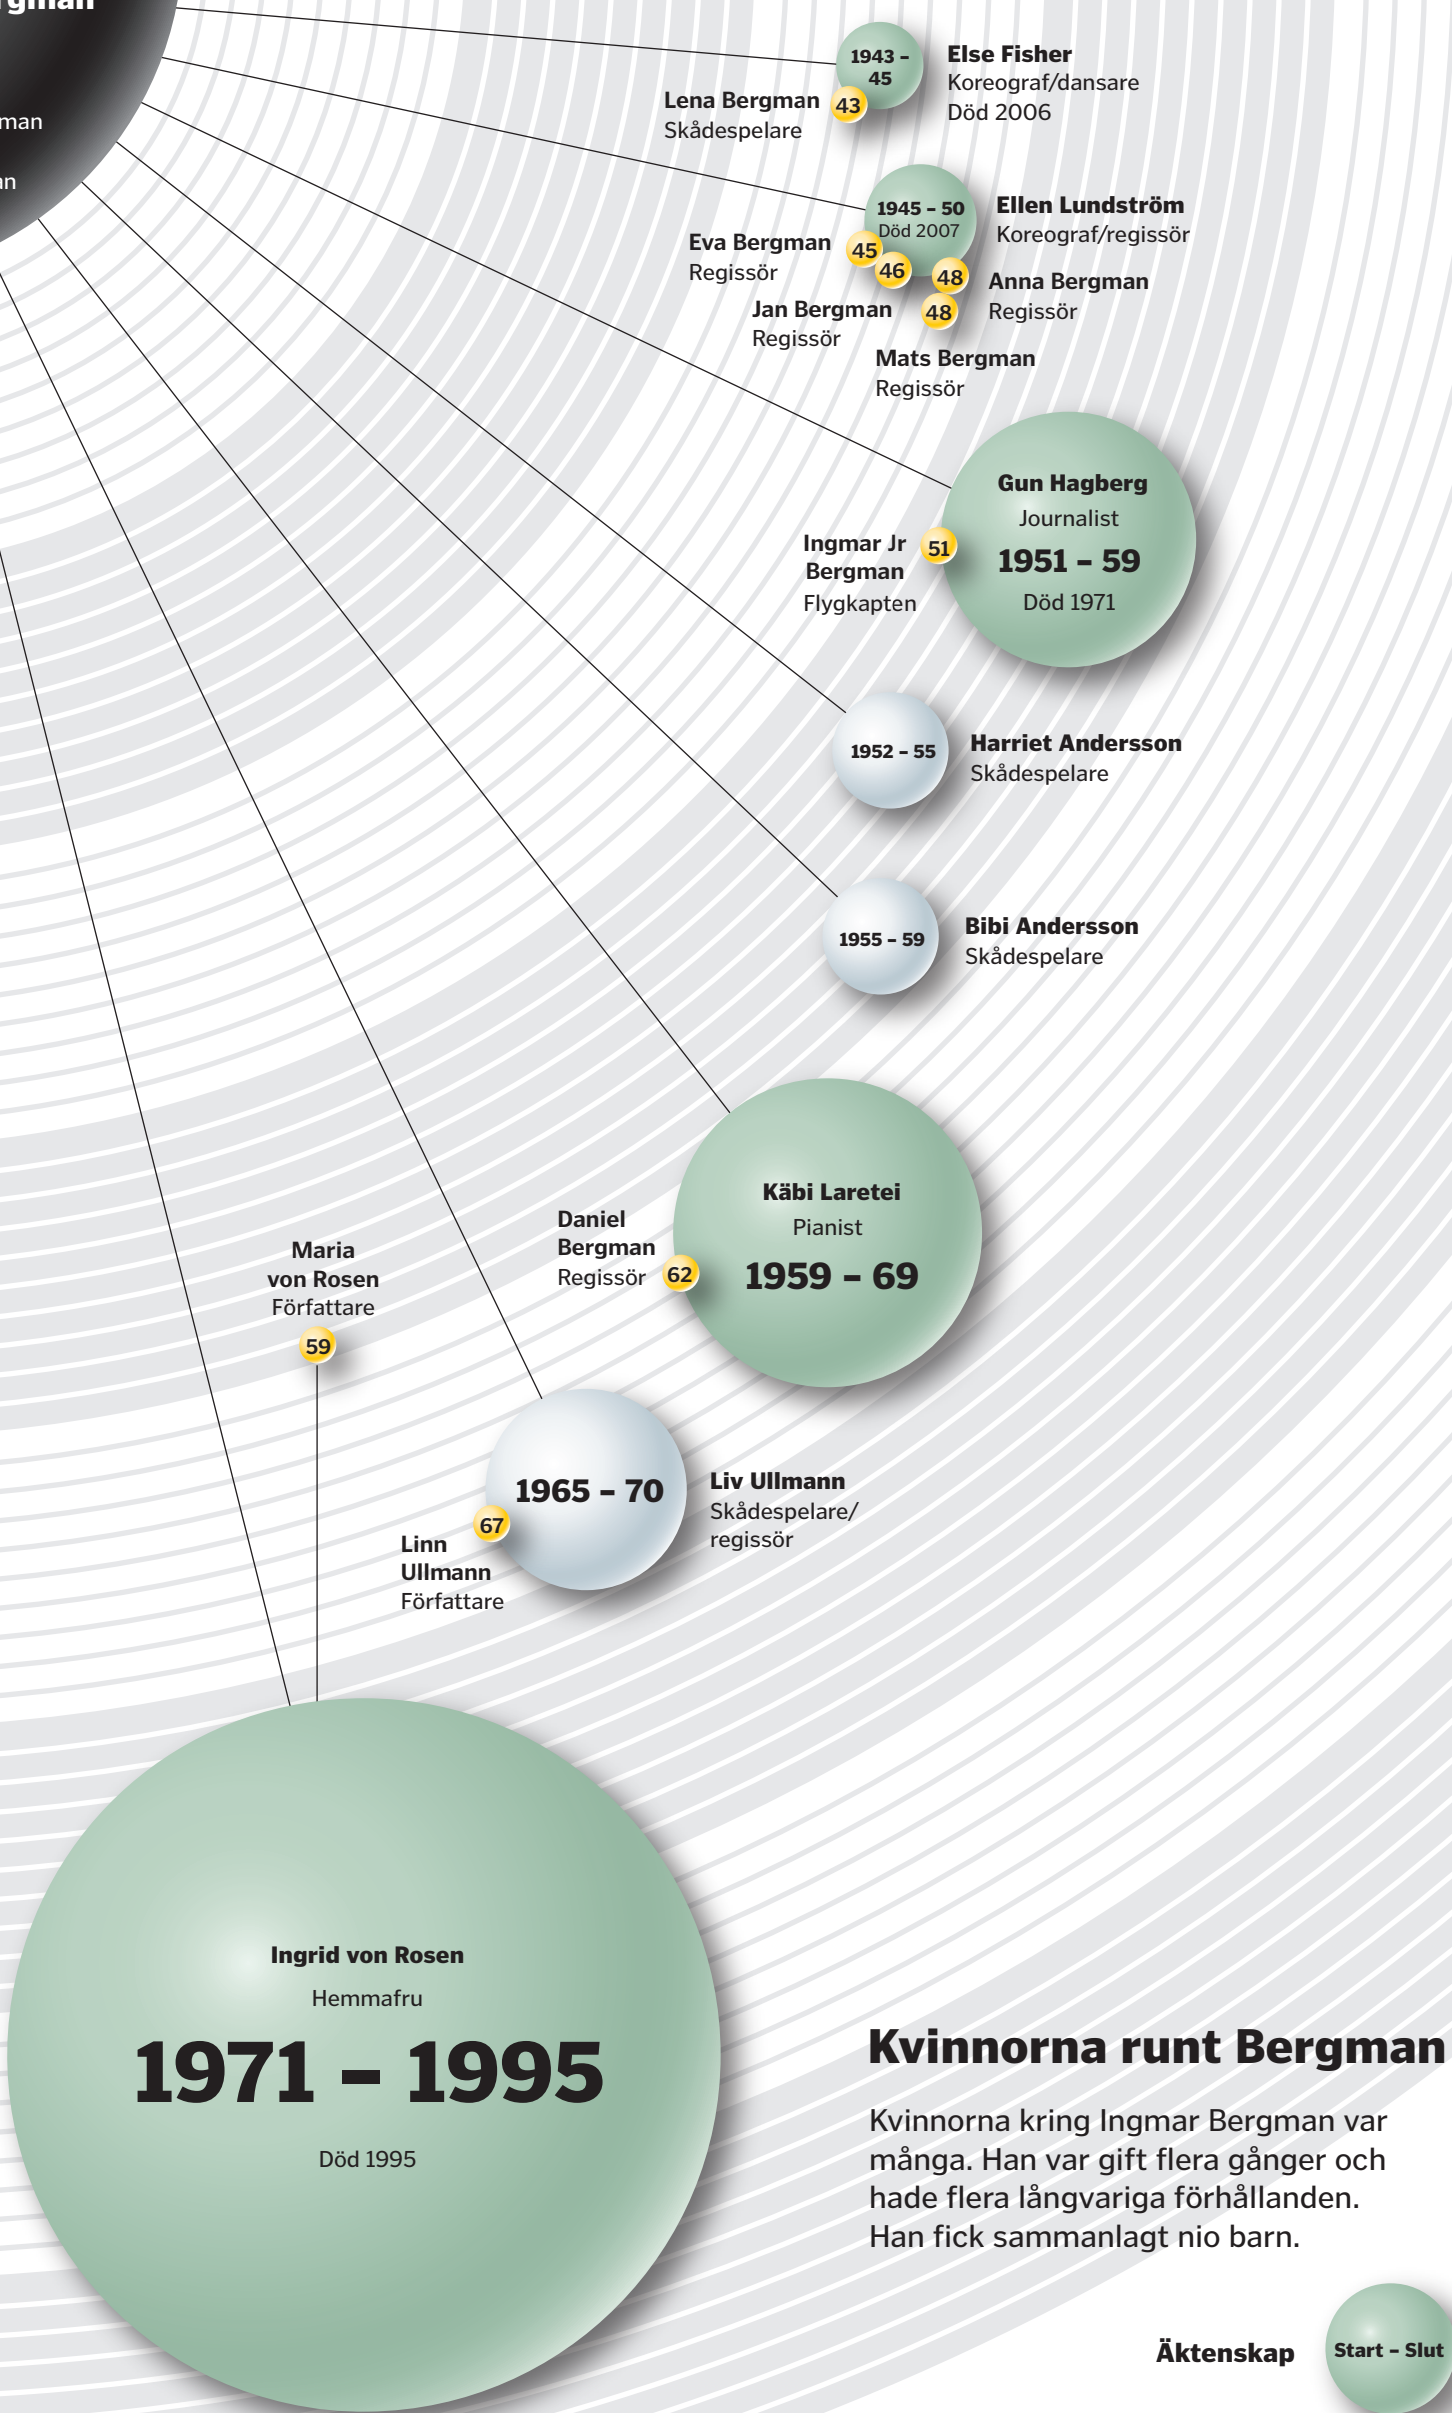 1943 –
45
Else Fisher
Koreograf/dansare
Död 2006
Lena Bergman
Skådespelare
43
1945 – 50
Död 2007
Ellen Lundström
Koreograf/regissör
Eva Bergman
Regissör
45
46
48
Anna Bergman
Regissör
Jan Bergman
Regissör
48
Mats Bergman
Regissör
Gun Hagberg
Journalist
1951 – 59
Död 1971
Ingmar Jr
Bergman
Flygkapten
51
1952 – 55
Harriet Andersson
Skådespelare
1955 – 59
Bibi Andersson
Skådespelare
Käbi Laretei
Pianist
1959 – 69
Daniel
Bergman
Regissör
62
Maria
von Rosen
Författare
59
1965 – 70
Liv Ullmann
Skådespelare/
regissör
67
Linn
Ullmann
Författare
Ingrid von Rosen
Hemmafru
1971 – 1995
Död 1995
Kvinnorna runt Bergman
Kvinnorna kring Ingmar Bergman var
många. Han var gift flera gånger och
hade flera långvariga förhållanden.
Han fick sammanlagt nio barn.
Äktenskap
Start – Slut